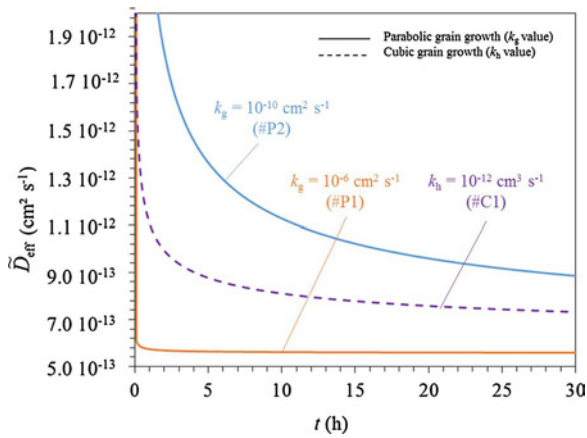 1.9 10⁻¹²
1.7 10⁻¹²
1.5 10⁻¹²
1.3 10⁻¹²
1.1 10⁻¹²
9.0 10⁻¹³
7.0 10⁻¹³
5.0 10⁻¹³
D̃eff (cm² s⁻¹)
Parabolic grain growth (kg value)
Cubic grain growth (kh value)
kg = 10⁻¹⁰ cm² s⁻¹
(#P2)
kg = 10⁻⁶ cm² s⁻¹
(#P1)
kh = 10⁻¹² cm³ s⁻¹
(#C1)
0 5 10 15 20 25 30
t (h)